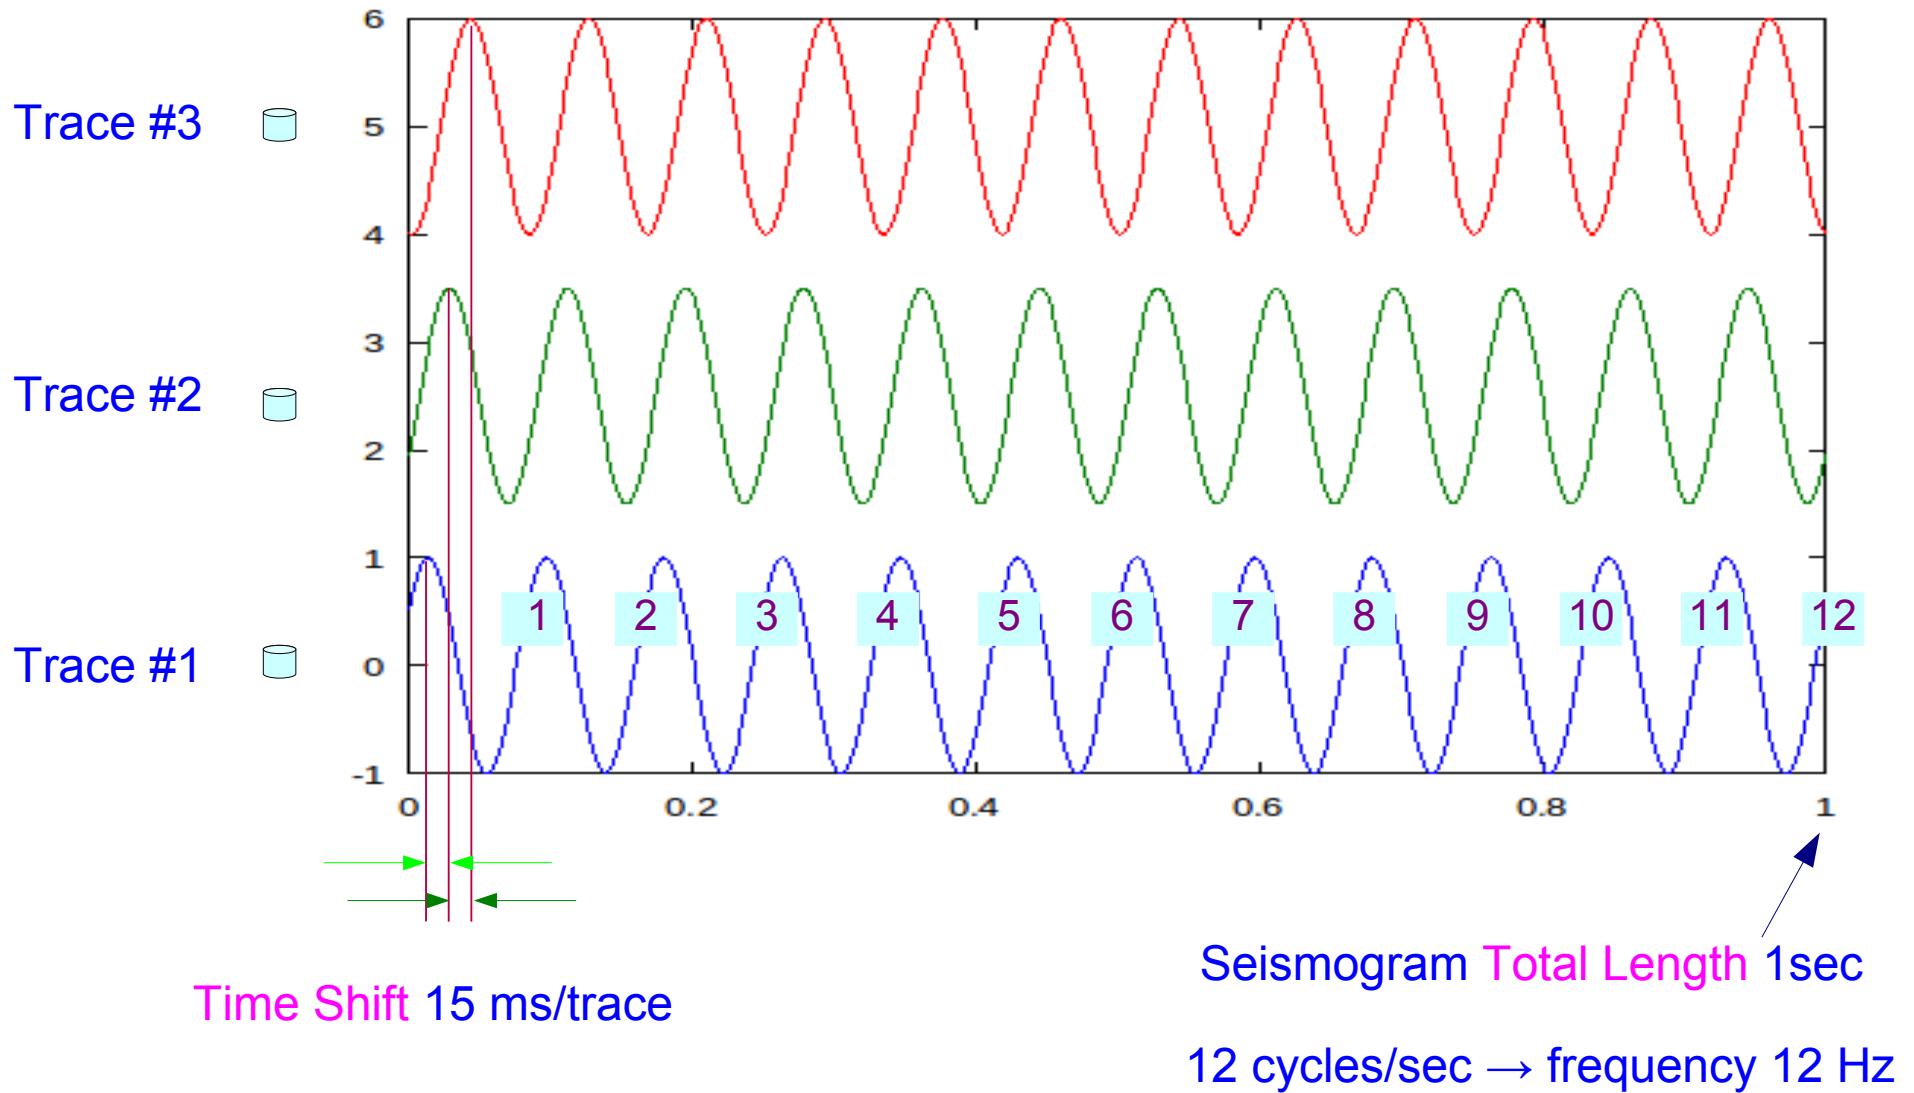 6
Trace #3
5
4
3
Trace #2
2
1
1 2 3 4 5 6 7 8 9 10 11 12
Trace #1
0
-1
0 0.2 0.4 0.6 0.8 1
Time Shift 15 ms/trace
Seismogram Total Length 1sec
12 cycles/sec → frequency 12 Hz